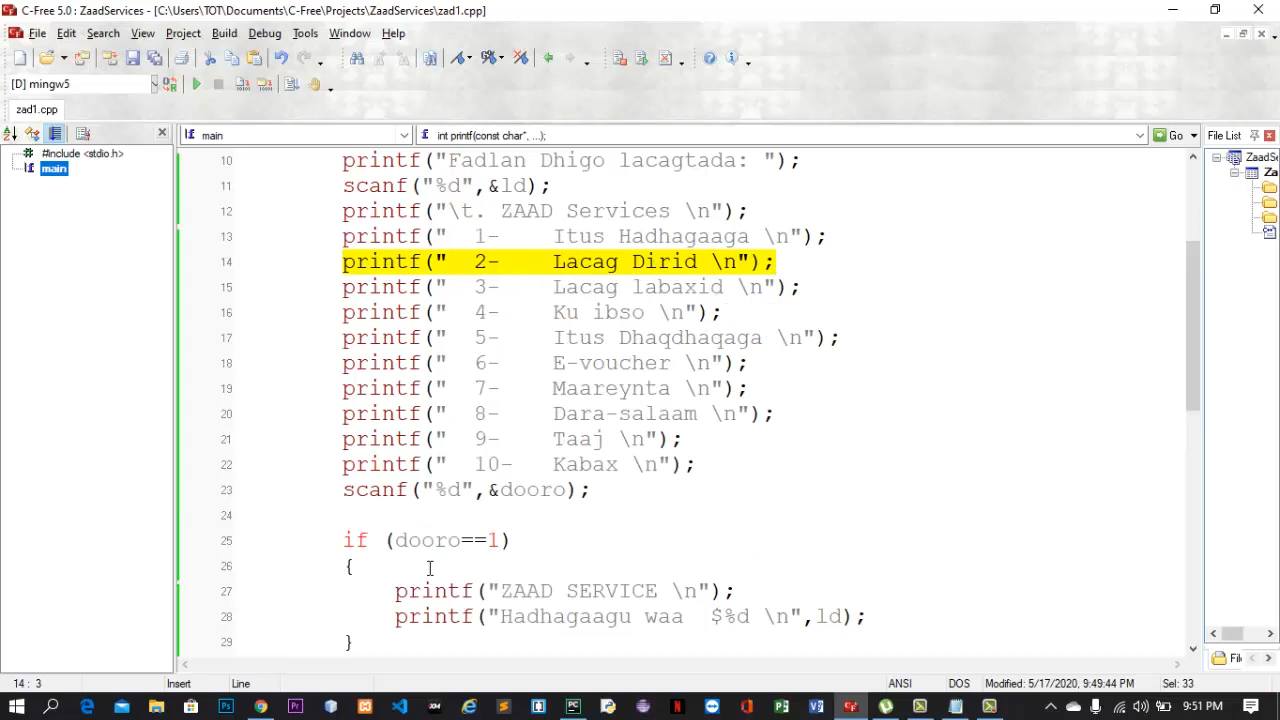 C-Free 5.0 : ZaadServices - [C:\Users\TOT\Documents\C-Free\Projects\ZaadServices\zad1.cpp]
File Edit Search View Project Build Debug Tools Window Help
[D] mingw5
zad1.cpp
main int printf(const char*, ...); Go File List
#include <stdio.h>
main
10 printf("Fadlan Dhigo lacagtada: ");
11 scanf("%d",&ld);
12 printf("\t. ZAAD Services \n");
13 printf("  1-    Itus Hadhagaaga \n");
14 printf("  2-    Lacag Dirid \n");
15 printf("  3-    Lacag labaxid \n");
16 printf("  4-    Ku ibso \n");
17 printf("  5-    Itus Dhaqdhaqaga \n");
18 printf("  6-    E-voucher \n");
19 printf("  7-    Maareynta \n");
20 printf("  8-    Dara-salaam \n");
21 printf("  9-    Taaj \n");
22 printf("  10-   Kabax \n");
23 scanf("%d",&dooro);
24
25 if (dooro==1)
26 {
27 printf("ZAAD SERVICE \n");
28 printf("Hadhagaagu waa  $%d \n",ld);
29 }
ZaadSe
Za
File
14 : 3 Insert Line ANSI DOS Modified: 5/17/2020, 9:49:44 PM Sel: 33
9:51 PM